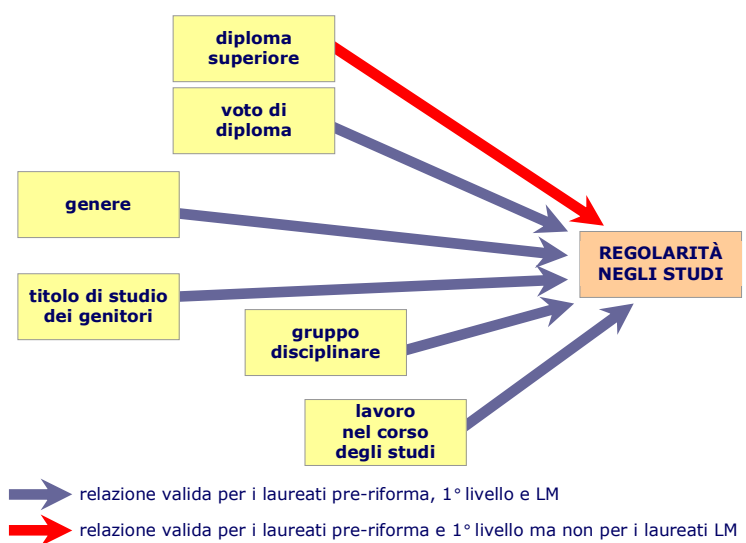 diploma
superiore
voto di
diploma
genere
REGOLARITÀ
NEGLI STUDI
titolo di studio
dei genitori
gruppo
disciplinare
lavoro
nel corso
degli studi
relazione valida per i laureati pre-riforma, 1° livello e LM
relazione valida per i laureati pre-riforma e 1° livello ma non per i laureati LM